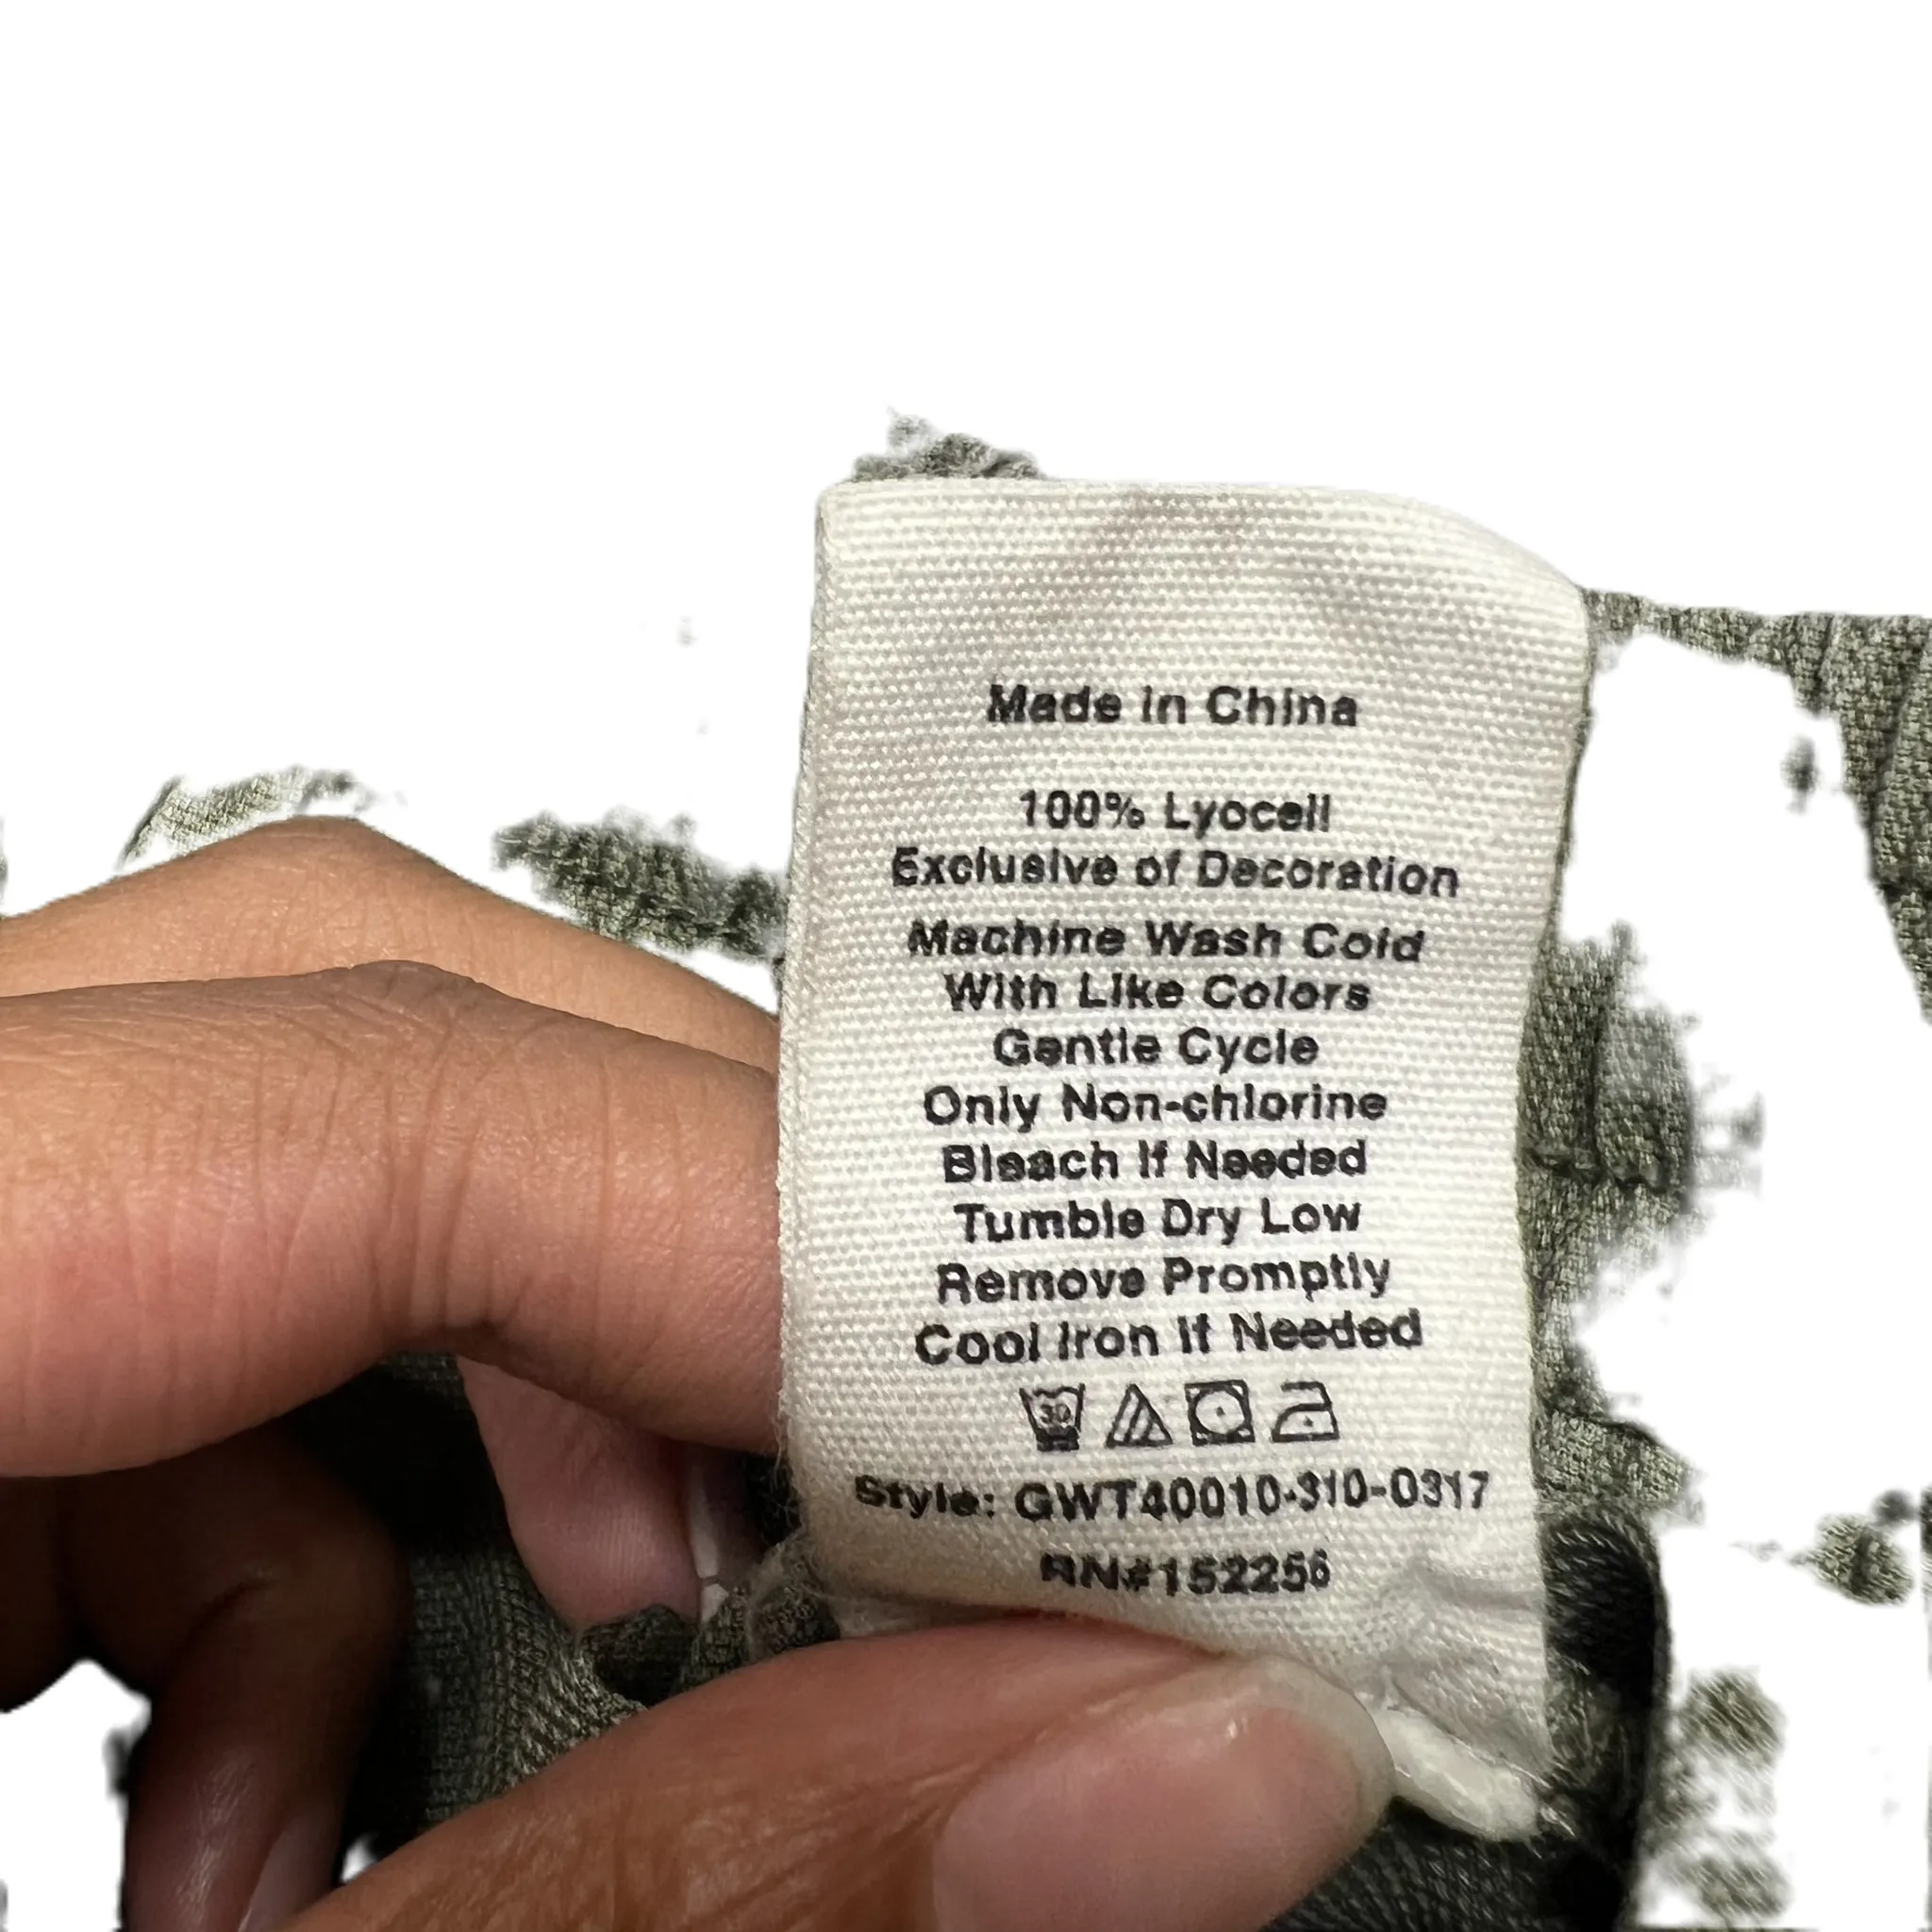 Made in China
100% Lyocell
Exclusive of Decoration
Machine Wash Cold
With Like Colors
Gentle Cycle
Only Non-chlorine
Bleach If Needed
Tumble Dry Low
Remove Promptly
Cool Iron If Needed
30
Style: GWT40010-310-0317
RN#152256